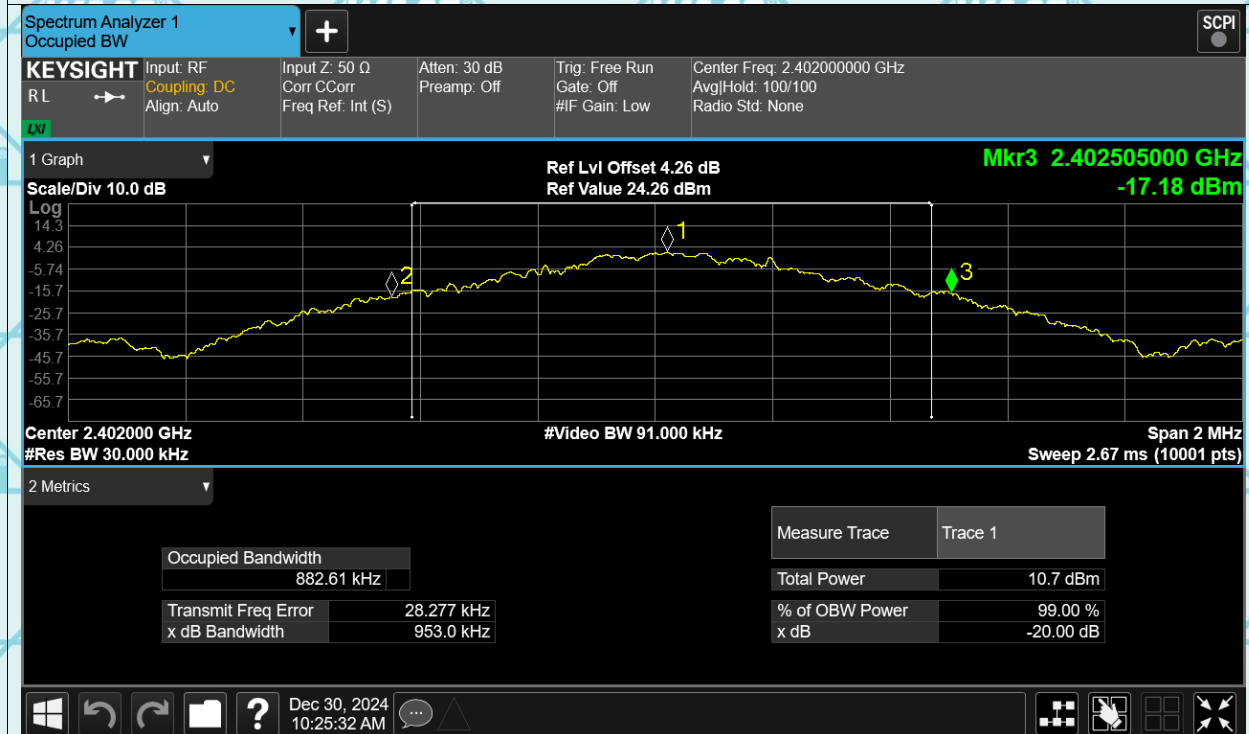 Spectrum Analyzer 1
Occupied BW
SCPI
KEYSIGHT
R L
LXI
Input: RF
Coupling: DC
Align: Auto
Input Z: 50 Ω
Corr CCorr
Freq Ref: Int (S)
Atten: 30 dB
Preamp: Off
Trig: Free Run
Gate: Off
#IF Gain: Low
Center Freq: 2.402000000 GHz
Avg|Hold: 100/100
Radio Std: None
1 Graph
Scale/Div 10.0 dB
Ref Lvl Offset 4.26 dB
Ref Value 24.26 dBm
Mkr3 2.402505000 GHz
-17.18 dBm
Log
14.3
4.26
-5.74
-15.7
-25.7
-35.7
-45.7
-55.7
-65.7
1
2
3
Center 2.402000 GHz
#Video BW 91.000 kHz
Span 2 MHz
#Res BW 30.000 kHz
Sweep 2.67 ms (10001 pts)
2 Metrics
Occupied Bandwidth
882.61 kHz
Transmit Freq Error 28.277 kHz
x dB Bandwidth 953.0 kHz
Measure Trace Trace 1
Total Power 10.7 dBm
% of OBW Power 99.00 %
x dB -20.00 dB
Dec 30, 2024
10:25:32 AM